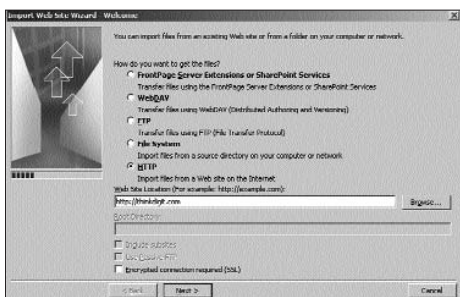 Import Web Site Wizard - Welcome
You can import files from an existing Web site or from a folder on your computer or network.
How do you want to get the files?
FrontPage Server Extensions or SharePoint Services
Transfer files using the FrontPage Server Extensions or SharePoint Services
WebDAV
Transfer files using WebDAV (Distributed Authoring and Versioning)
FTP
Transfer files using FTP (File Transfer Protocol)
File System
Import files from a source directory on your computer or network
HTTP
Import files from a Web site on the Internet
Web Site Location (For example: http://example.com):
http://thinkdigit.com
Browse...
Root Directory:
Include subsites
Use Passive FTP
Encrypted connection required (SSL)
< Back
Next >
Cancel